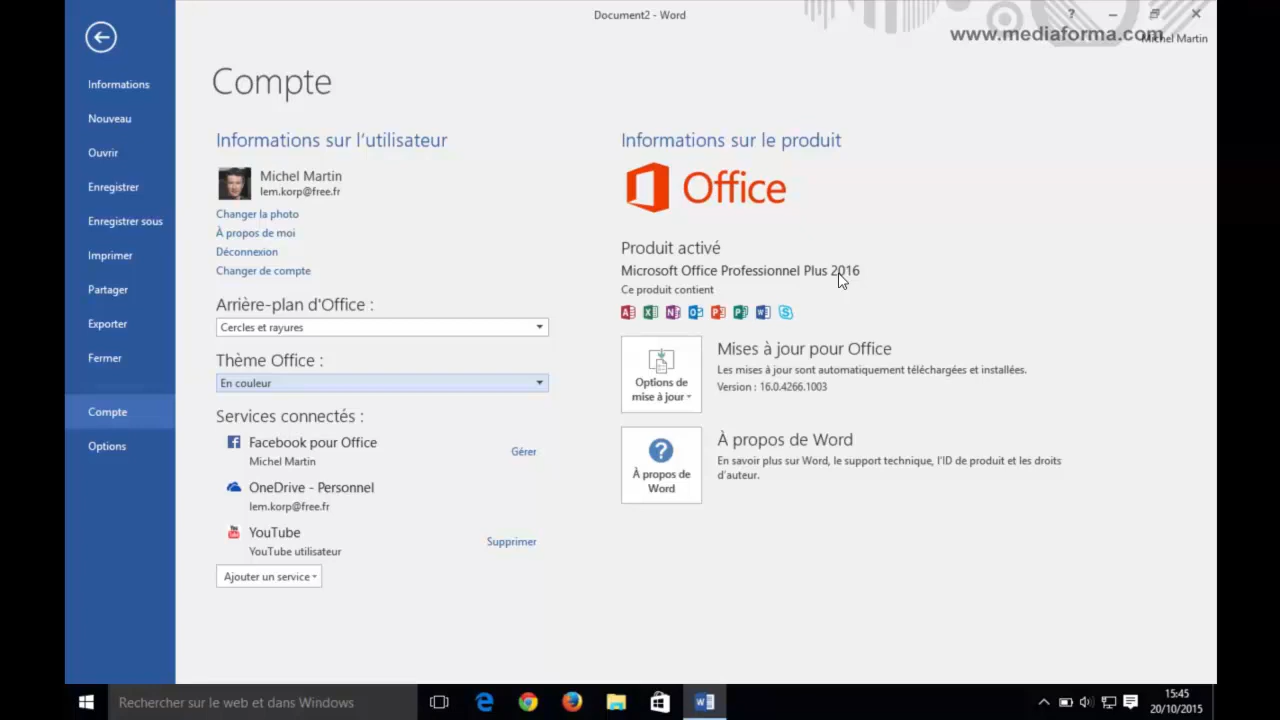 Document2 - Word
?
www.mediaforma.com
Michel Martin
Informations
Nouveau
Ouvrir
Enregistrer
Enregistrer sous
Imprimer
Partager
Exporter
Fermer
Compte
Options
Compte
Informations sur l'utilisateur
Michel Martin
lem.korp@free.fr
Changer la photo
À propos de moi
Déconnexion
Changer de compte
Arrière-plan d'Office :
Cercles et rayures
Thème Office :
En couleur
Services connectés :
Facebook pour Office
Michel Martin
Gérer
OneDrive - Personnel
lem.korp@free.fr
YouTube
YouTube utilisateur
Supprimer
Ajouter un service
Informations sur le produit
Office
Produit activé
Microsoft Office Professionnel Plus 2016
Ce produit contient
Options de
mise à jour
Mises à jour pour Office
Les mises à jour sont automatiquement téléchargées et installées.
Version : 16.0.4266.1003
?
À propos de
Word
À propos de Word
En savoir plus sur Word, le support technique, l'ID de produit et les droits
d'auteur.
Rechercher sur le web et dans Windows
15:45
20/10/2015